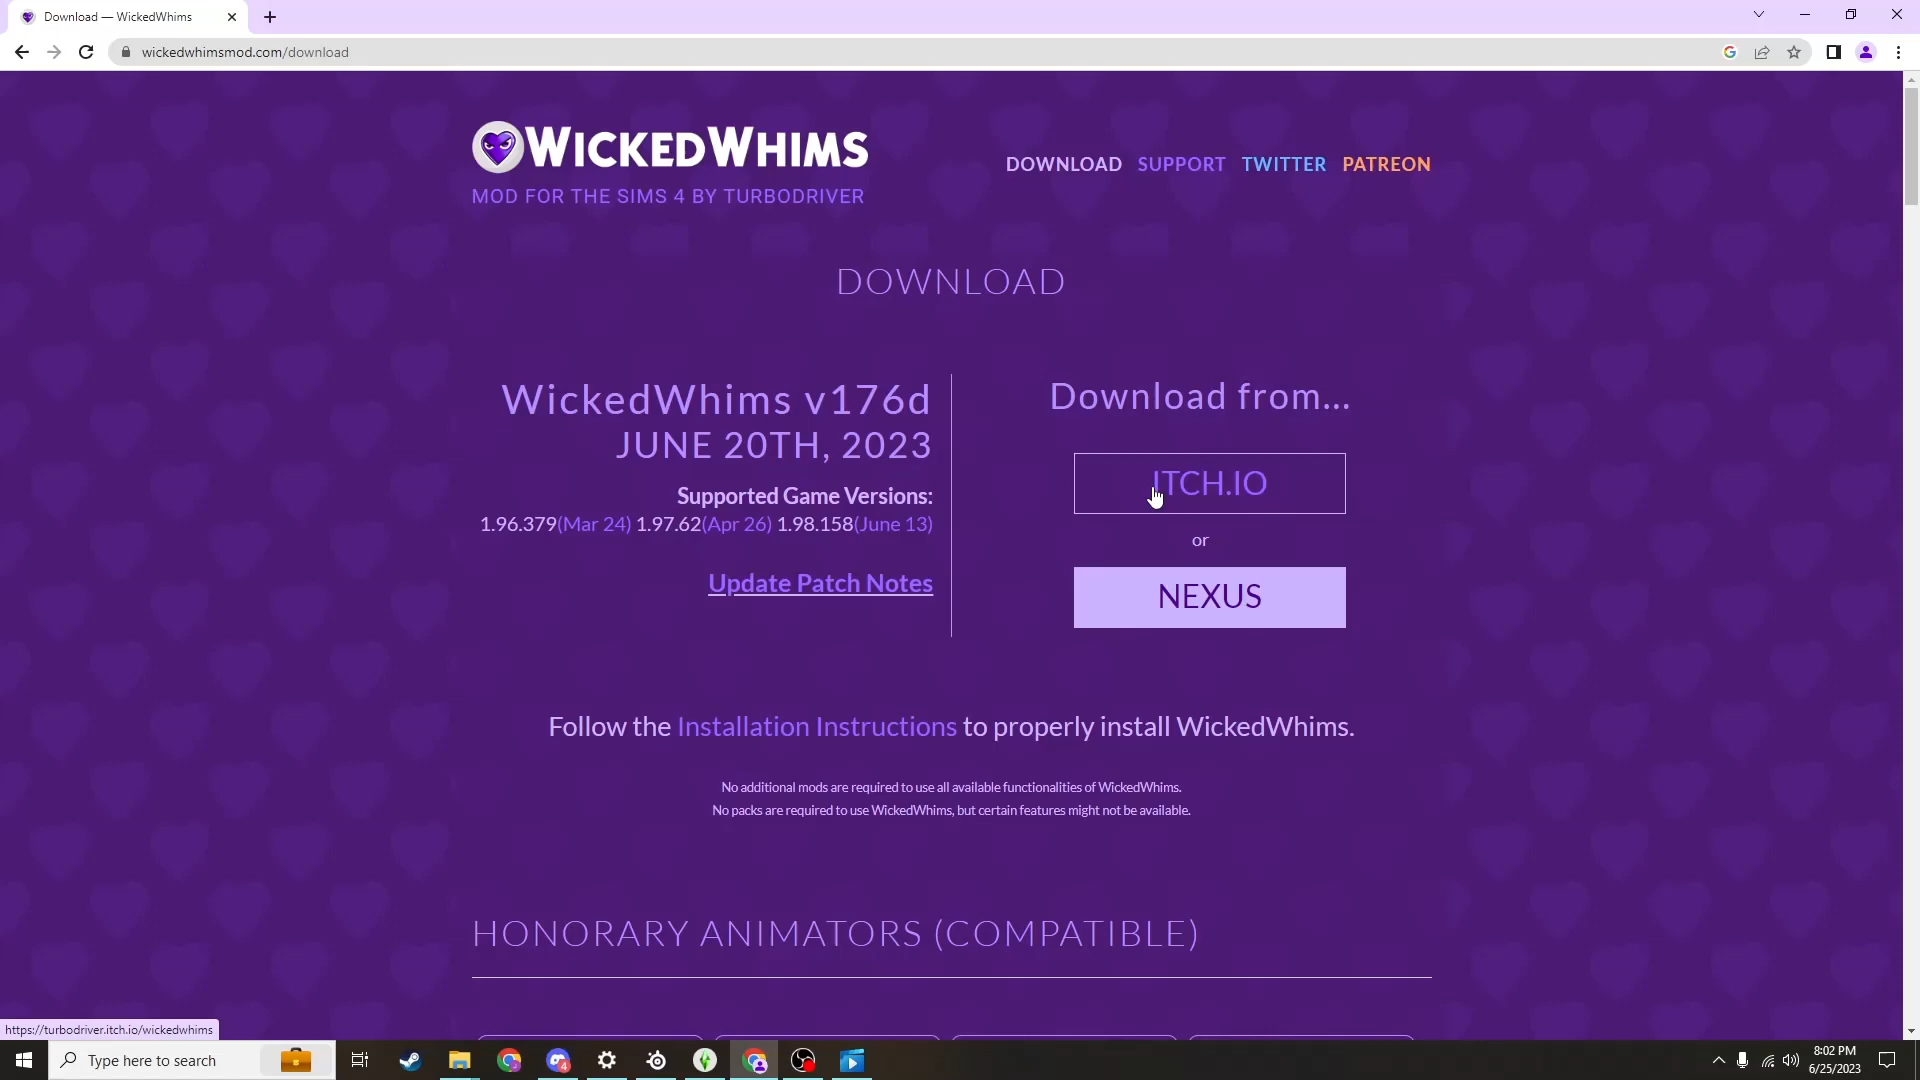 Download — WickedWhims
wickedwhimsmod.com/download
WICKEDWHIMS
MOD FOR THE SIMS 4 BY TURBODRIVER
DOWNLOAD SUPPORT TWITTER PATREON
DOWNLOAD
WickedWhims v176d
JUNE 20TH, 2023
Supported Game Versions:
1.96.379(Mar 24) 1.97.62(Apr 26) 1.98.158(June 13)
Update Patch Notes
Download from...
ITCH.IO
or
NEXUS
Follow the Installation Instructions to properly install WickedWhims.
No additional mods are required to use all available functionalities of WickedWhims.
No packs are required to use WickedWhims, but certain features might not be available.
HONORARY ANIMATORS (COMPATIBLE)
https://turbodriver.itch.io/wickedwhims
Type here to search
4
8:02 PM
6/25/2023